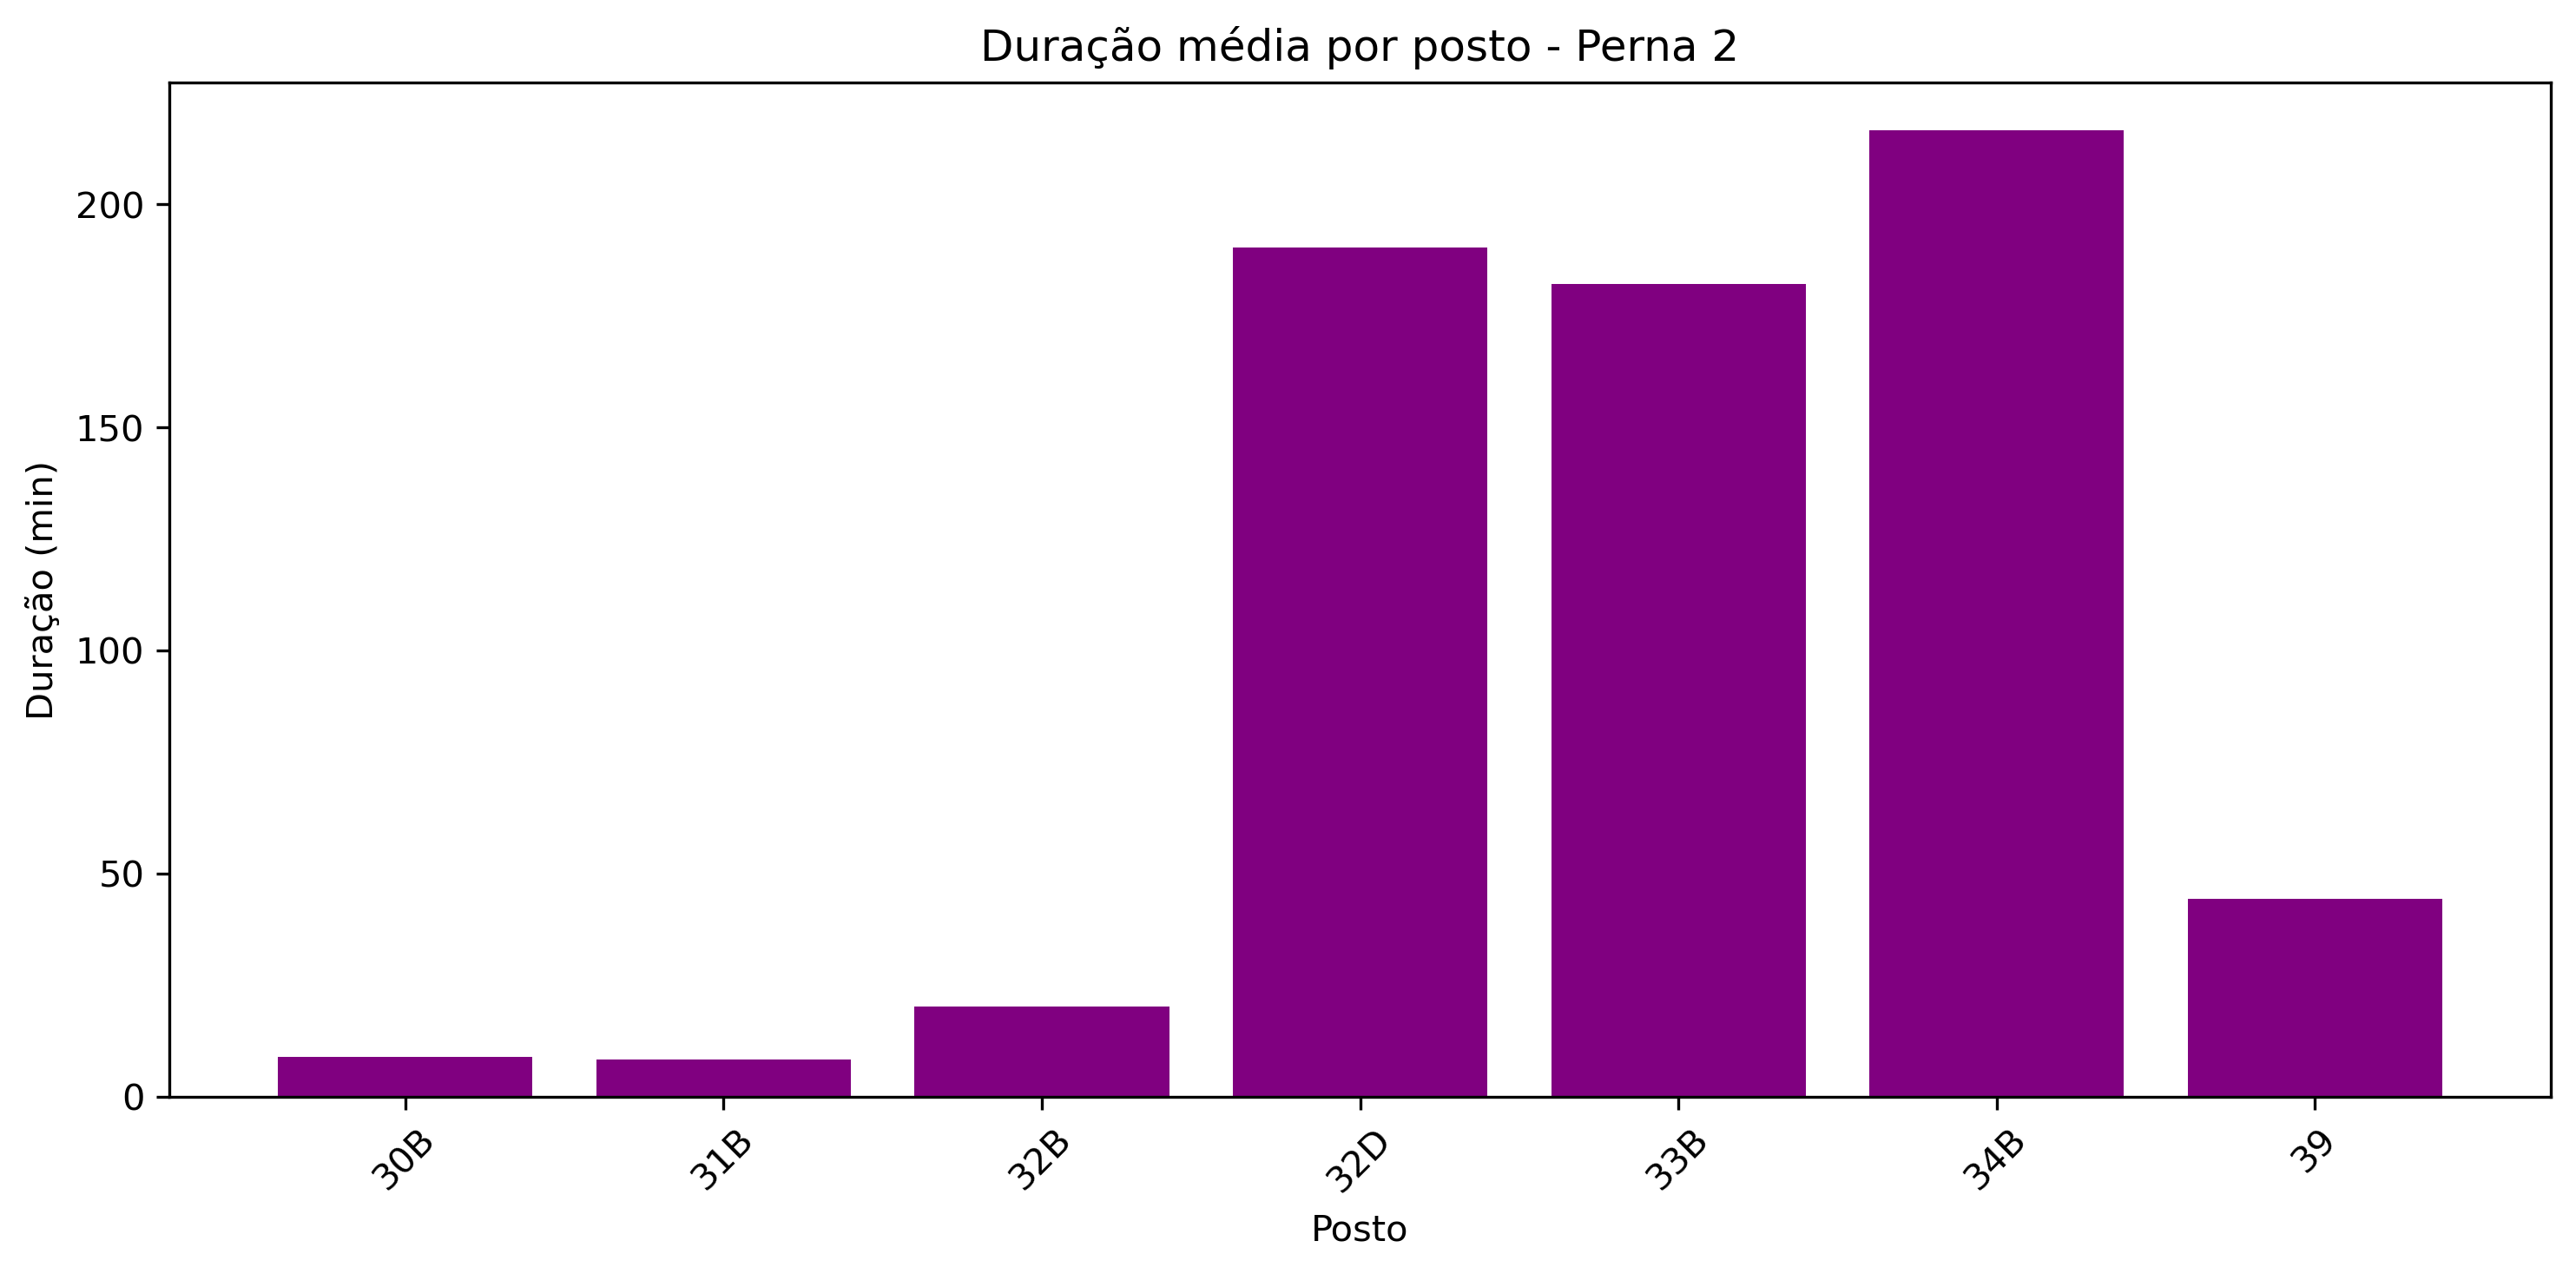 Duração média por posto - Perna 2
Duração (min)
200
150
100
50
0
30B
31B
32B
32D
33B
34B
39
Posto